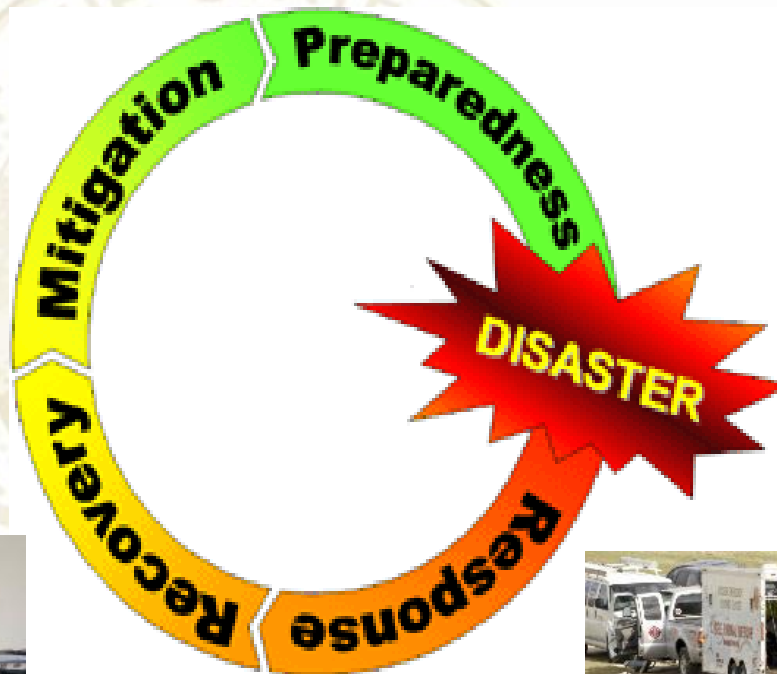 Preparedness
DISASTER
Response
Recovery
Mitigation